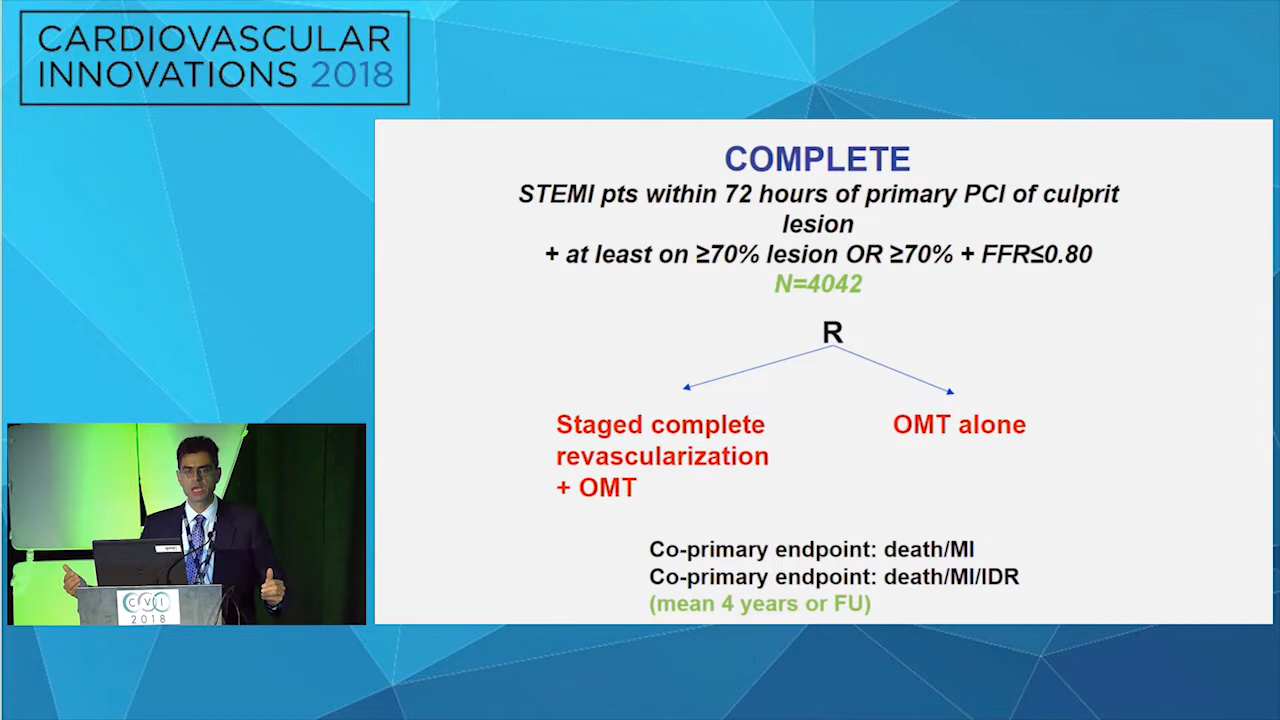 CARDIOVASCULAR
INNOVATIONS 2018
COMPLETE
STEMI pts within 72 hours of primary PCI of culprit
lesion
+ at least on ≥70% lesion OR ≥70% + FFR≤0.80
N=4042
R
Staged complete
revascularization
+ OMT
OMT alone
Co-primary endpoint: death/MI
Co-primary endpoint: death/MI/IDR
(mean 4 years or FU)
CVI
2018